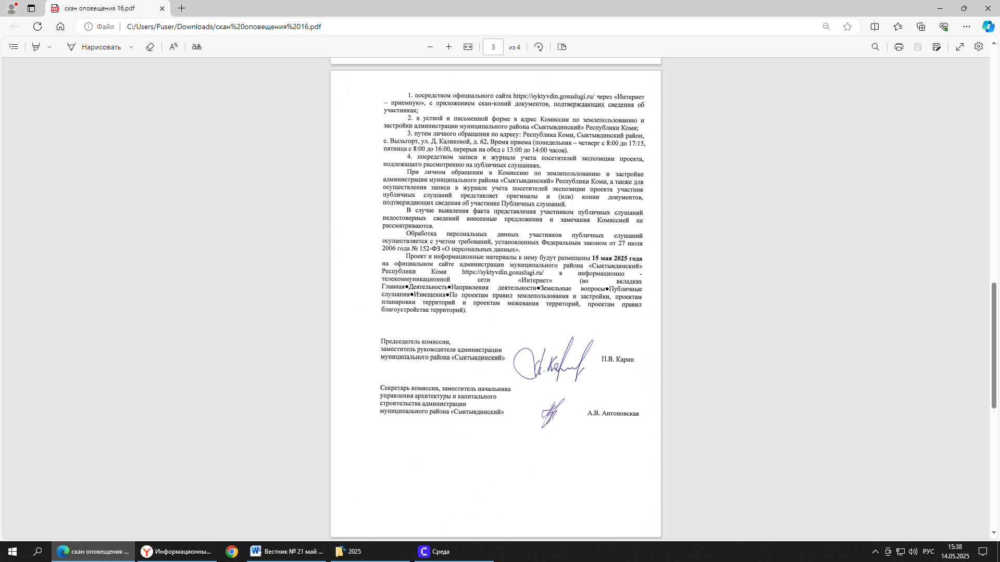 скан оповещения 16.pdf
Файл
C:/Users/Puser/Downloads/скан%20оповещения%2016.pdf
Нарисовать
3 из 4
1. посредством официального сайта https://syktyvdin.gosuslugi.ru/ через «Интернет
– приемную», с приложением скан-копий документов, подтверждающих сведения об
участниках;
2. в устной и письменной форме в адрес Комиссии по землепользованию и
застройки администрации муниципального района «Сыктывдинский» Республики Коми;
3. путем личного обращения по адресу: Республика Коми, Сыктывдинский район,
с. Выльгорт, ул. Д. Каликовой, д. 62. Время приема (понедельник – четверг с 8:00 до 17:15,
пятница с 8:00 до 16:00, перерыв на обед с 13:00 до 14:00 часов).
4. посредством записи в журнале учета посетителей экспозиции проекта,
подлежащего рассмотрению на публичных слушаниях.
При личном обращении в Комиссию по землепользованию и застройке
администрации муниципального района «Сыктывдинский» Республики Коми, а также для
осуществления записи в журнале учета посетителей экспозиции проекта участник
публичных слушаний представляет оригиналы и (или) копии документов,
подтверждающих сведения об участнике Публичных слушаний.
В случае выявления факта представления участником публичных слушаний
недостоверных сведений внесенные предложения и замечания Комиссией не
рассматриваются.
Обработка персональных данных участников публичных слушаний
осуществляется с учетом требований, установленных Федеральным законом от 27 июля
2006 года № 152-ФЗ «О персональных данных».
Проект и информационные материалы к нему будут размещены 15 мая 2025 года
на официальном сайте администрации муниципального района «Сыктывдинский»
Республики Коми https://syktyvdin.gosuslugi.ru/ в информационно -
телекоммуникационной сети «Интернет» (во вкладках
Главная●Деятельность●Направления деятельности●Земельные вопросы●Публичные
слушания●Извещения●По проектам правил землепользования и застройки, проектам
планировки территорий и проектам межевания территорий, проектам правил
благоустройства территорий).
Председатель комиссии,
заместитель руководителя администрации
муниципального района «Сыктывдинский»
П.В. Карин
Секретарь комиссии, заместитель начальника
управления архитектуры и капитального
строительства администрации
муниципального района «Сыктывдинский»
А.В. Антоновская
скан оповещения ...
Информационны...
Вестник № 21 май ...
2025
Среда
РУС
15:38
14.05.2025